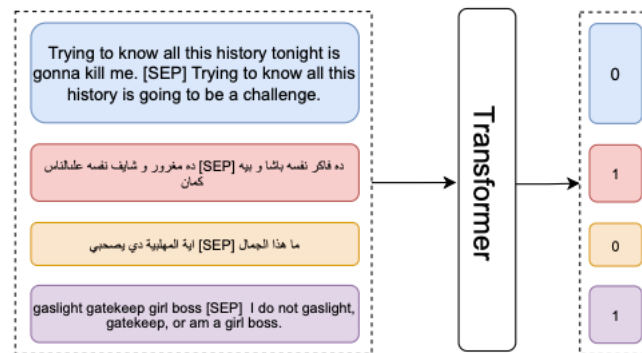 Trying to know all this history tonight is
gonna kill me. [SEP] Trying to know all this
history is going to be a challenge.
0
ده فاكر نفسه باشا و بيه [SEP] ده مغرور و شايف نفسه علىالناس
كمان
1
ما هذا الجمال [SEP] اية المهلبية دي يصحبي
0
gaslight gatekeep girl boss [SEP] I do not gaslight,
gatekeep, or am a girl boss.
1
Transformer